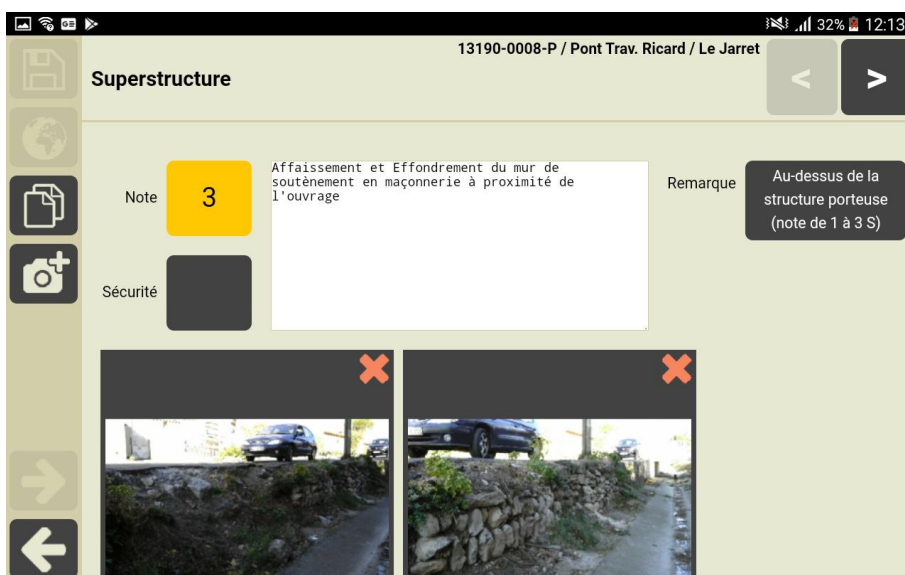 32% 12:13
13190-0008-P / Pont Trav. Ricard / Le Jarret
Superstructure
< >
Note
3
Affaissement et Effondrement du mur de
soutènement en maçonnerie à proximité de
l'ouvrage
Remarque
Au-dessus de la
structure porteuse
(note de 1 à 3 S)
Sécurité